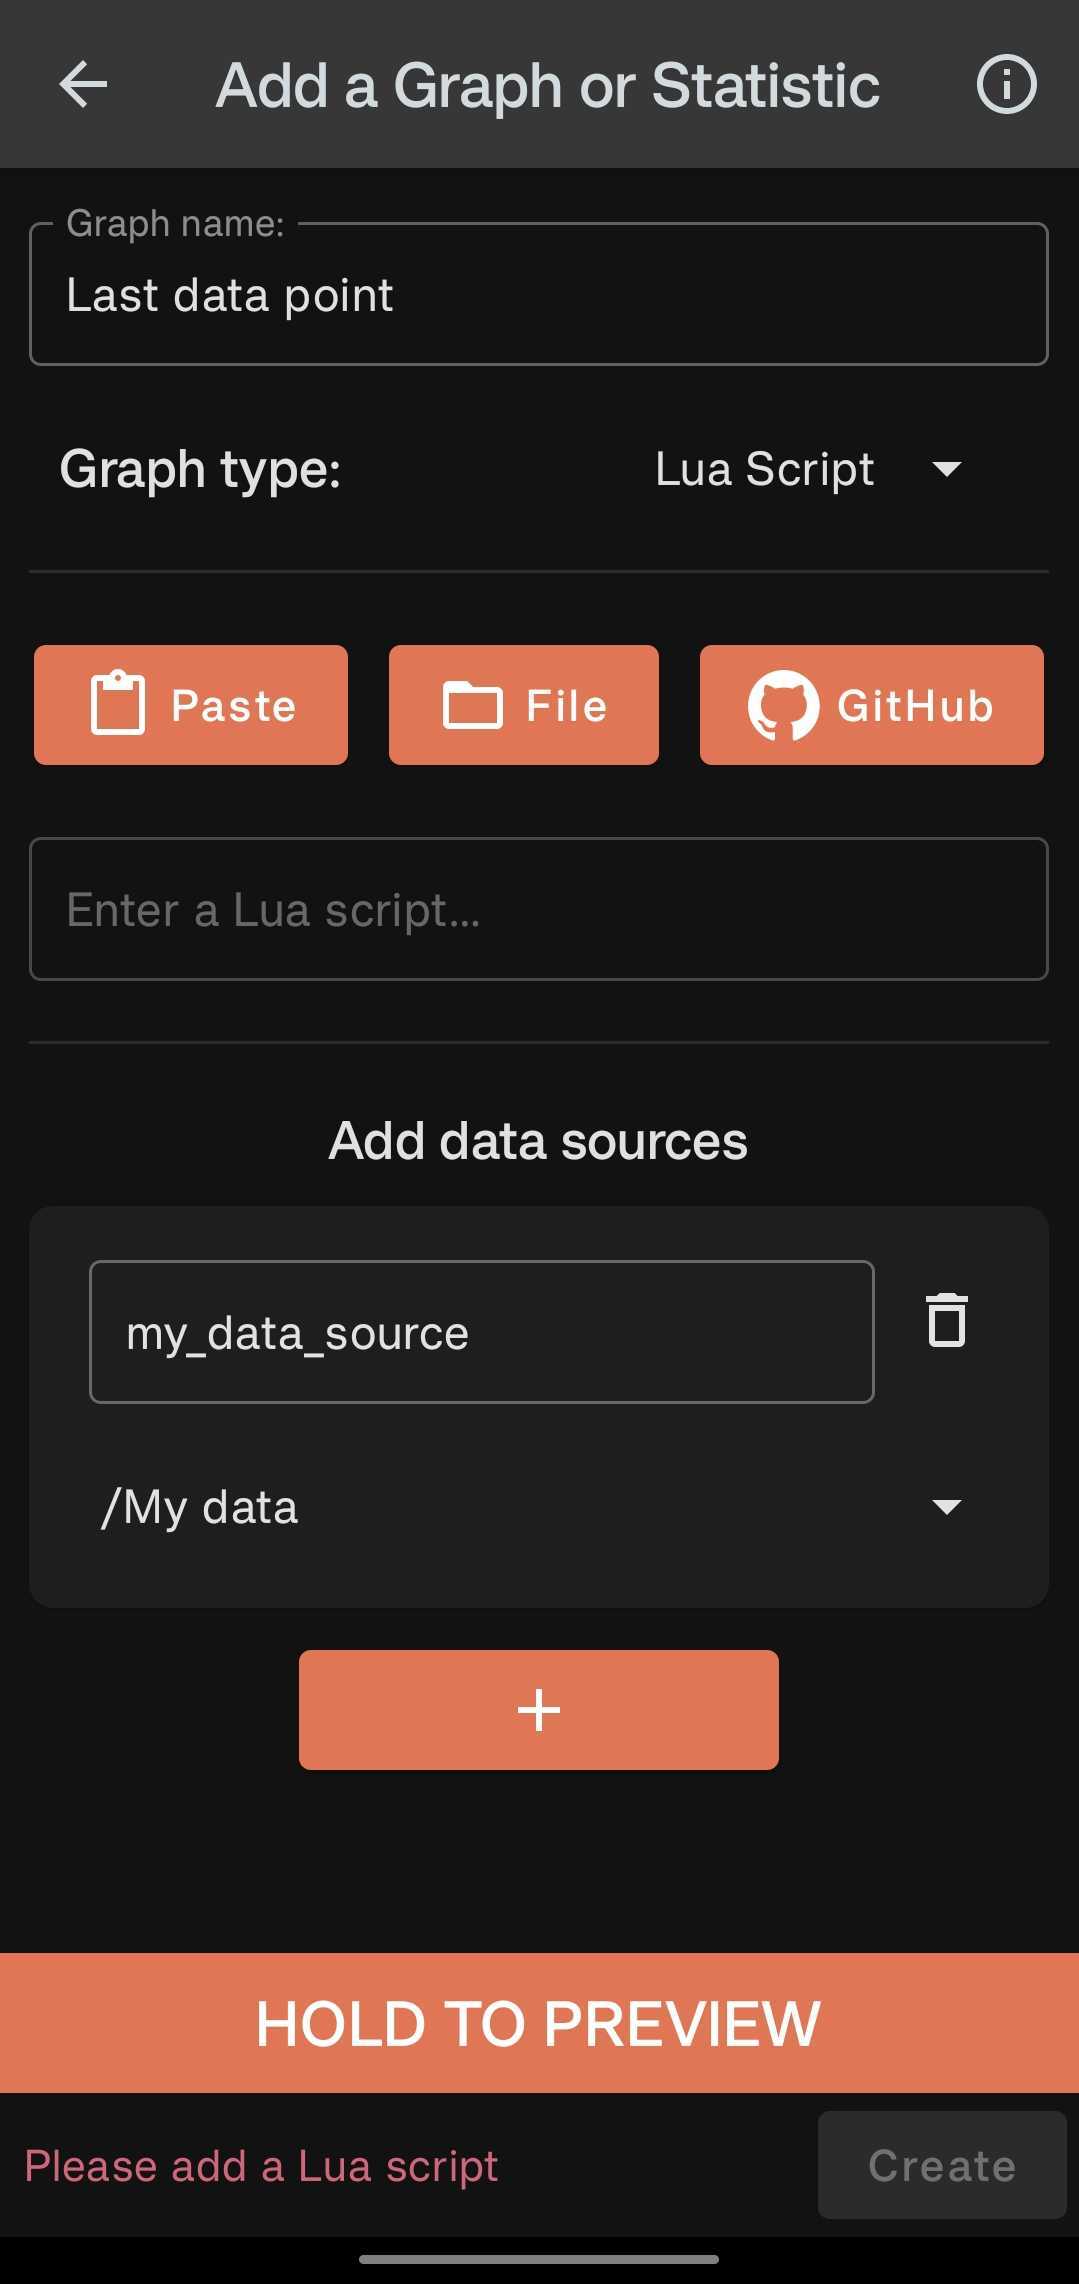 Add a Graph or Statistic
Graph name:
Last data point
Graph type:
Lua Script
Paste
File
GitHub
Enter a Lua script...
Add data sources
my_data_source
/My data
HOLD TO PREVIEW
Please add a Lua script
Create